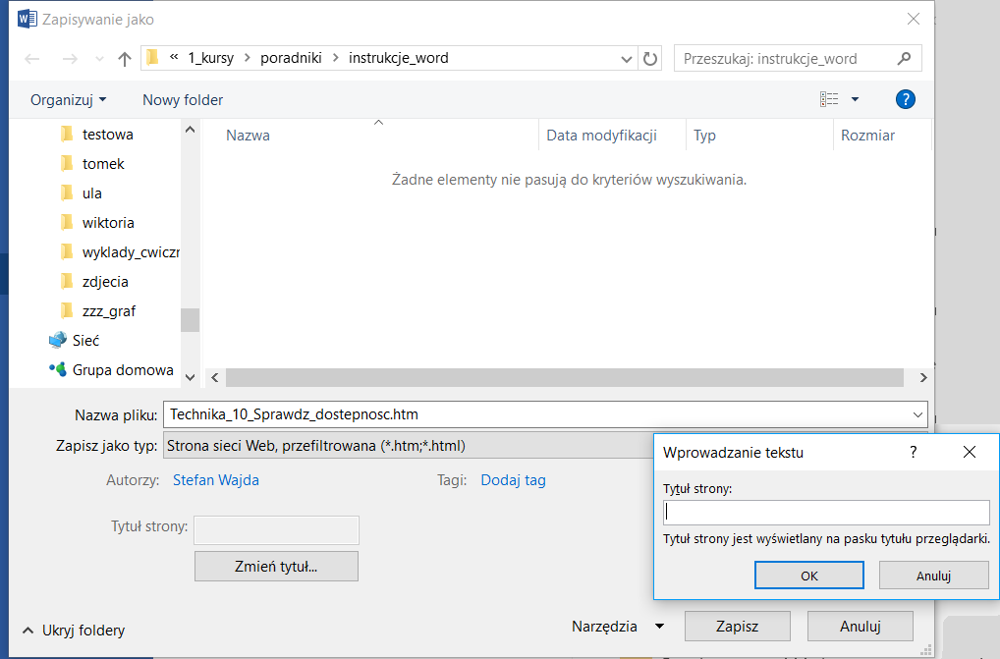 Zapisywanie jako
« 1_kursy > poradniki > instrukcje_word
Przeszukaj: instrukcje_word
Organizuj
Nowy folder
?
testowa
tomek
ula
wiktoria
wyklady_cwiczn
zdjecia
zzz_graf
Sieć
Grupa domowa
Nazwa
Data modyfikacji
Typ
Rozmiar
Żadne elementy nie pasują do kryteriów wyszukiwania.
Nazwa pliku: Technika_10_Sprawdz_dostepnosc.htm
Zapisz jako typ: Strona sieci Web, przefiltrowana (*.htm;*.html)
Autorzy: Stefan Wajda
Tagi: Dodaj tag
Tytuł strony:
Zmień tytuł...
Wprowadzanie tekstu
?
Tytuł strony:
Tytuł strony jest wyświetlany na pasku tytułu przeglądarki.
OK
Anuluj
Ukryj foldery
Narzędzia
Zapisz
Anuluj